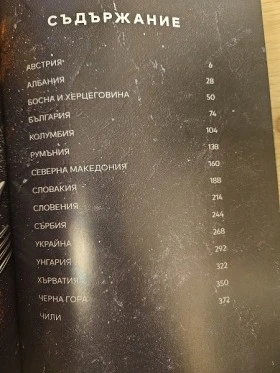 СЪДЪРЖАНИЕ
АВСТРИЯ 6
АЛБАНИЯ 28
БОСНА И ХЕРЦЕГОВИНА 50
БЪЛГАРИЯ 74
КОЛУМБИЯ 104
РУМЪНИЯ 138
СЕВЕРНА МАКЕДОНИЯ 160
СЛОВАКИЯ 188
СЛОВЕНИЯ 214
СЪРБИЯ 244
УКРАЙНА 268
УНГАРИЯ 292
ХЪРВАТИЯ 322
ЧЕРНА ГОРА 350
ЧИЛИ 372